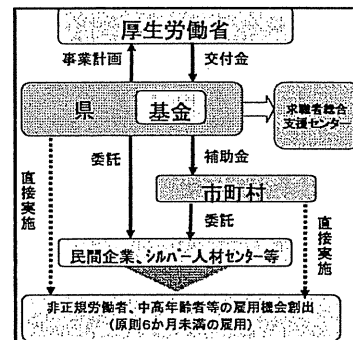 厚生労働省
事業計画 交付金
県 基金
求職者総合
支援センター
委託 補助金
直接実施
市町村
委託
直接実施
民間企業、シルバー人材センター等
非正規労働者、中高年齢者等の雇用機会創出
(原則6か月未満の雇用)